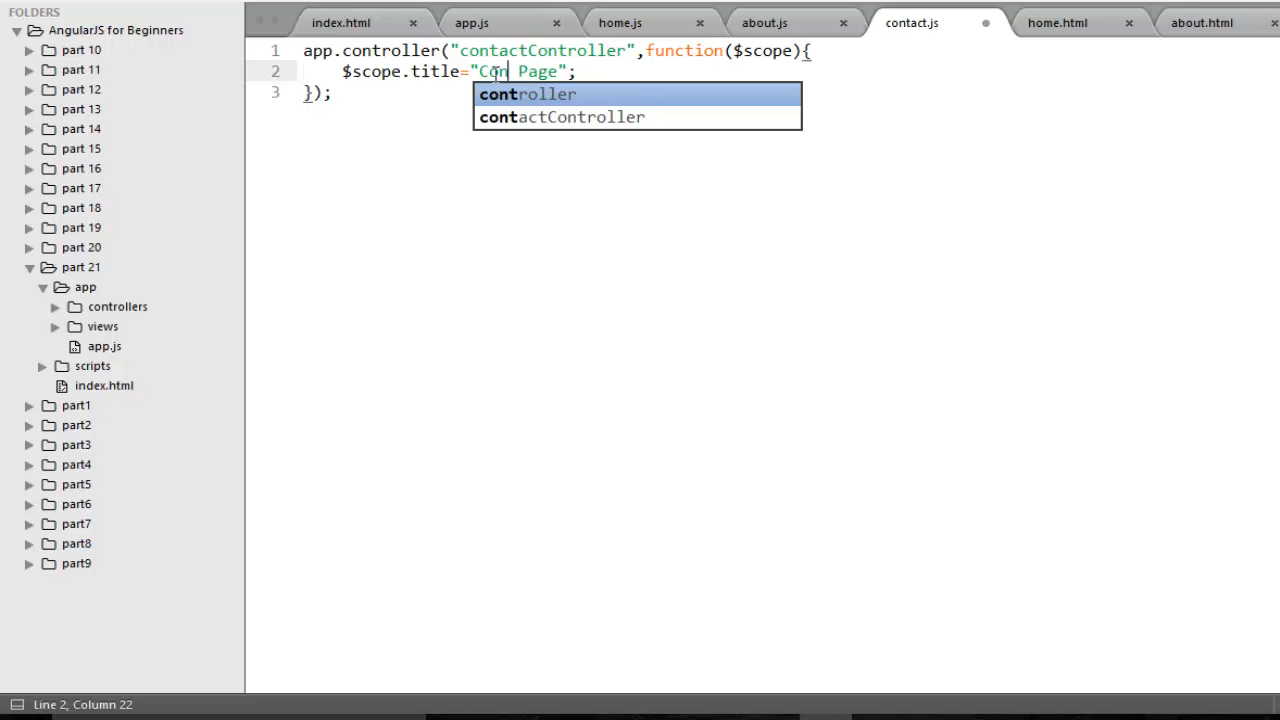 FOLDERS
AngularJS for Beginners
part 10
part 11
part 12
part 13
part 14
part 15
part 16
part 17
part 18
part 19
part 20
part 21
app
controllers
views
app.js
scripts
index.html
part1
part2
part3
part4
part5
part6
part7
part8
part9
index.html
app.js
home.js
about.js
contact.js
home.html
about.html
1 app.controller("contactController",function($scope){
2 $scope.title="Con Page";
3 });
controller
contactController
Line 2, Column 22